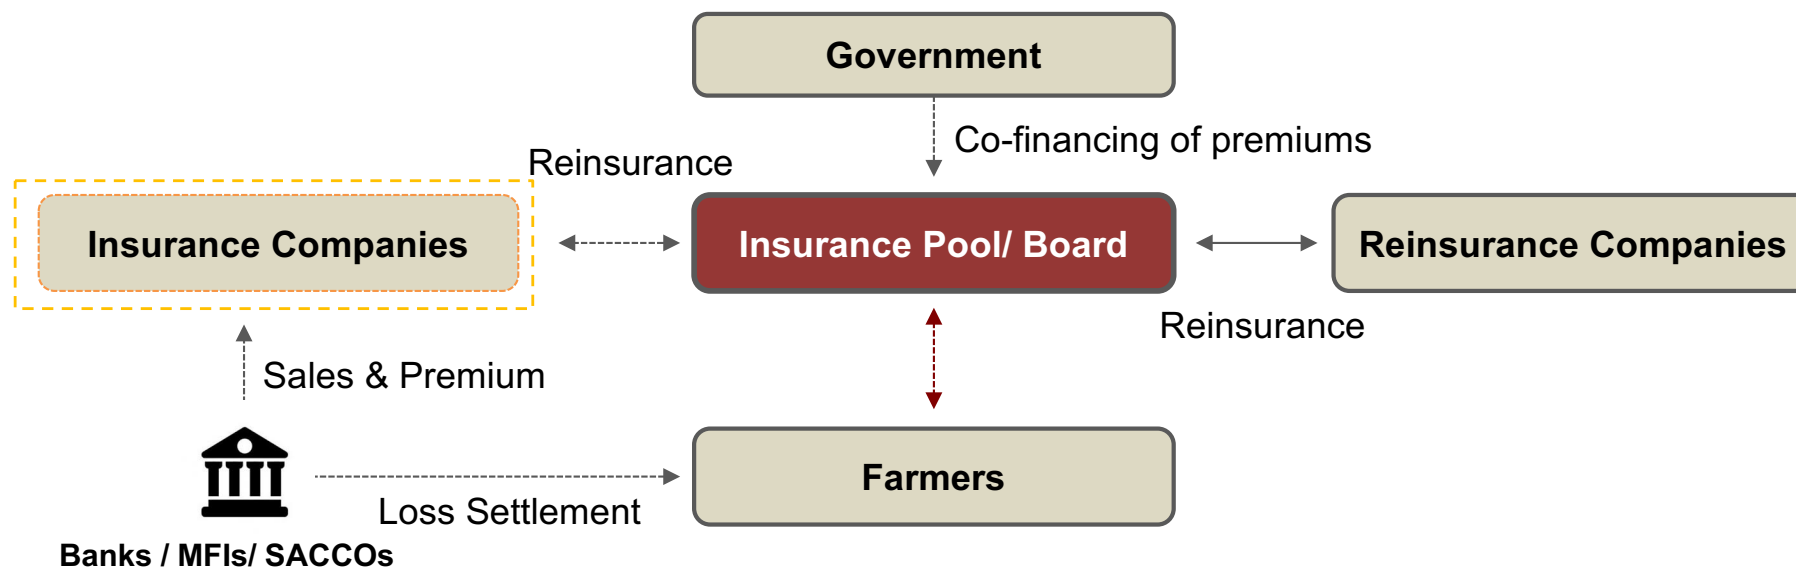 Government
Co-financing of premiums
Reinsurance
Insurance Companies
Insurance Pool/ Board
Reinsurance Companies
Reinsurance
Sales & Premium
Farmers
Loss Settlement
Banks / MFIs/ SACCOs